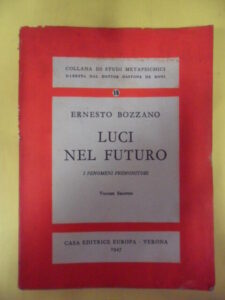 COLLANA DI STUDI METAPSICHICI
DIRETTA DAL DOTTOR GASTONE DE BONI
18
ERNESTO BOZZANO
LUCI
NEL FUTURO
I FENOMENI PREMONITORI
VOLUME SECONDO
CASA EDITRICE EUROPA - VERONA
1947